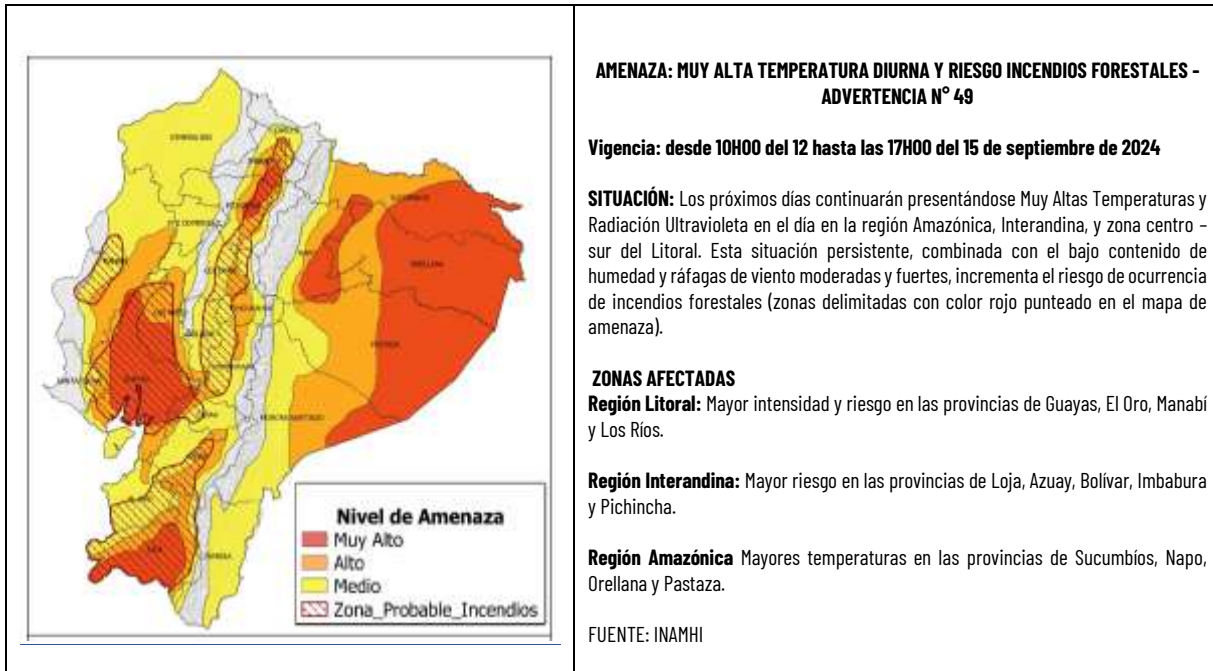 AMENAZA: MUY ALTA TEMPERATURA DIURNA Y RIESGO INCENDIOS FORESTALES -
ADVERTENCIA N° 49
Vigencia: desde 10H00 del 12 hasta las 17H00 del 15 de septiembre de 2024
SITUACIÓN: Los próximos días continuarán presentándose Muy Altas Temperaturas y
Radiación Ultravioleta en el día en la región Amazónica, Interandina, y zona centro –
sur del Litoral. Esta situación persistente, combinada con el bajo contenido de
humedad y ráfagas de viento moderadas y fuertes, incrementa el riesgo de ocurrencia
de incendios forestales (zonas delimitadas con color rojo punteado en el mapa de
amenaza).
ZONAS AFECTADAS
Región Litoral: Mayor intensidad y riesgo en las provincias de Guayas, El Oro, Manabí
y Los Ríos.
Región Interandina: Mayor riesgo en las provincias de Loja, Azuay, Bolívar, Imbabura
y Pichincha.
Región Amazónica Mayores temperaturas en las provincias de Sucumbíos, Napo,
Orellana y Pastaza.
FUENTE: INAMHI
Nivel de Amenaza
Muy Alto
Alto
Medio
Zona_Probable_Incendios
ORELLANA
PASTAZA